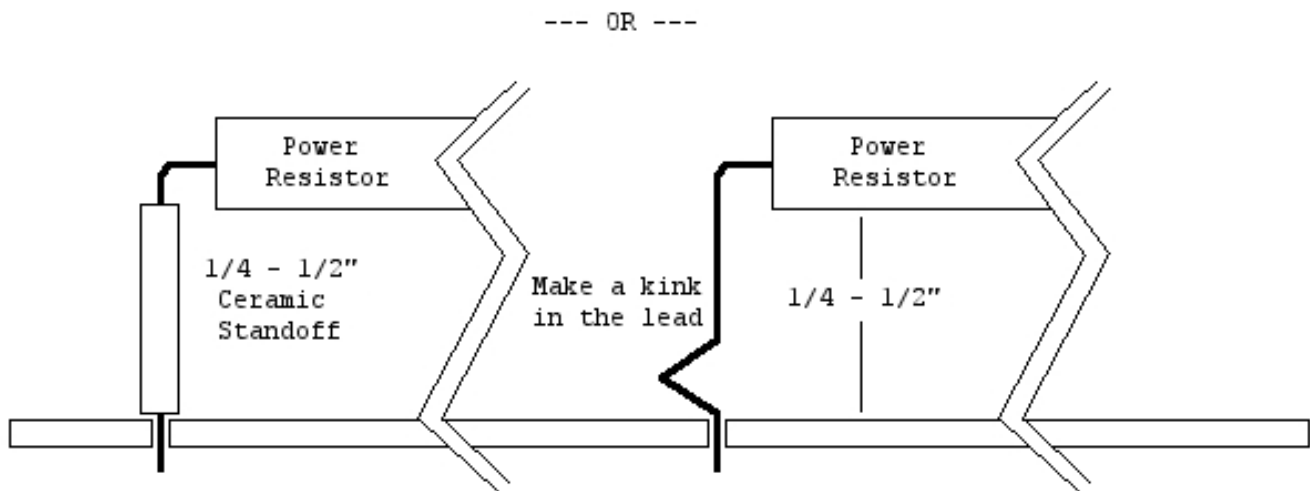 --- OR ---
Power
Resistor
1/4 - 1/2"
Ceramic
Standoff
Make a kink
in the lead
Power
Resistor
1/4 - 1/2"